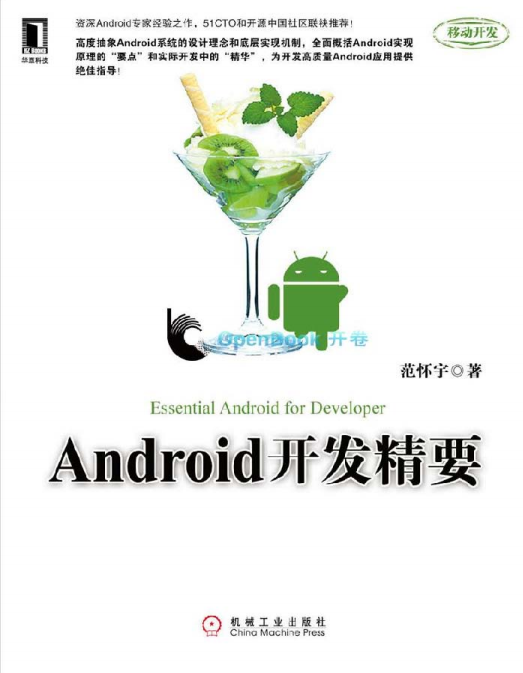 资深Android专家经验之作，51CTO和开源中国社区联袂推荐！
移动开发
华章科技
高度抽象Android系统的设计理念和底层实现机制，全面概括Android实现
原理的“要点”和实际开发中的“精华”，为开发高质量Android应用提供
绝佳指导！
OpenBook 开卷
范怀宇◎著
Essential Android for Developer
Android开发精要
机械工业出版社
China Machine Press